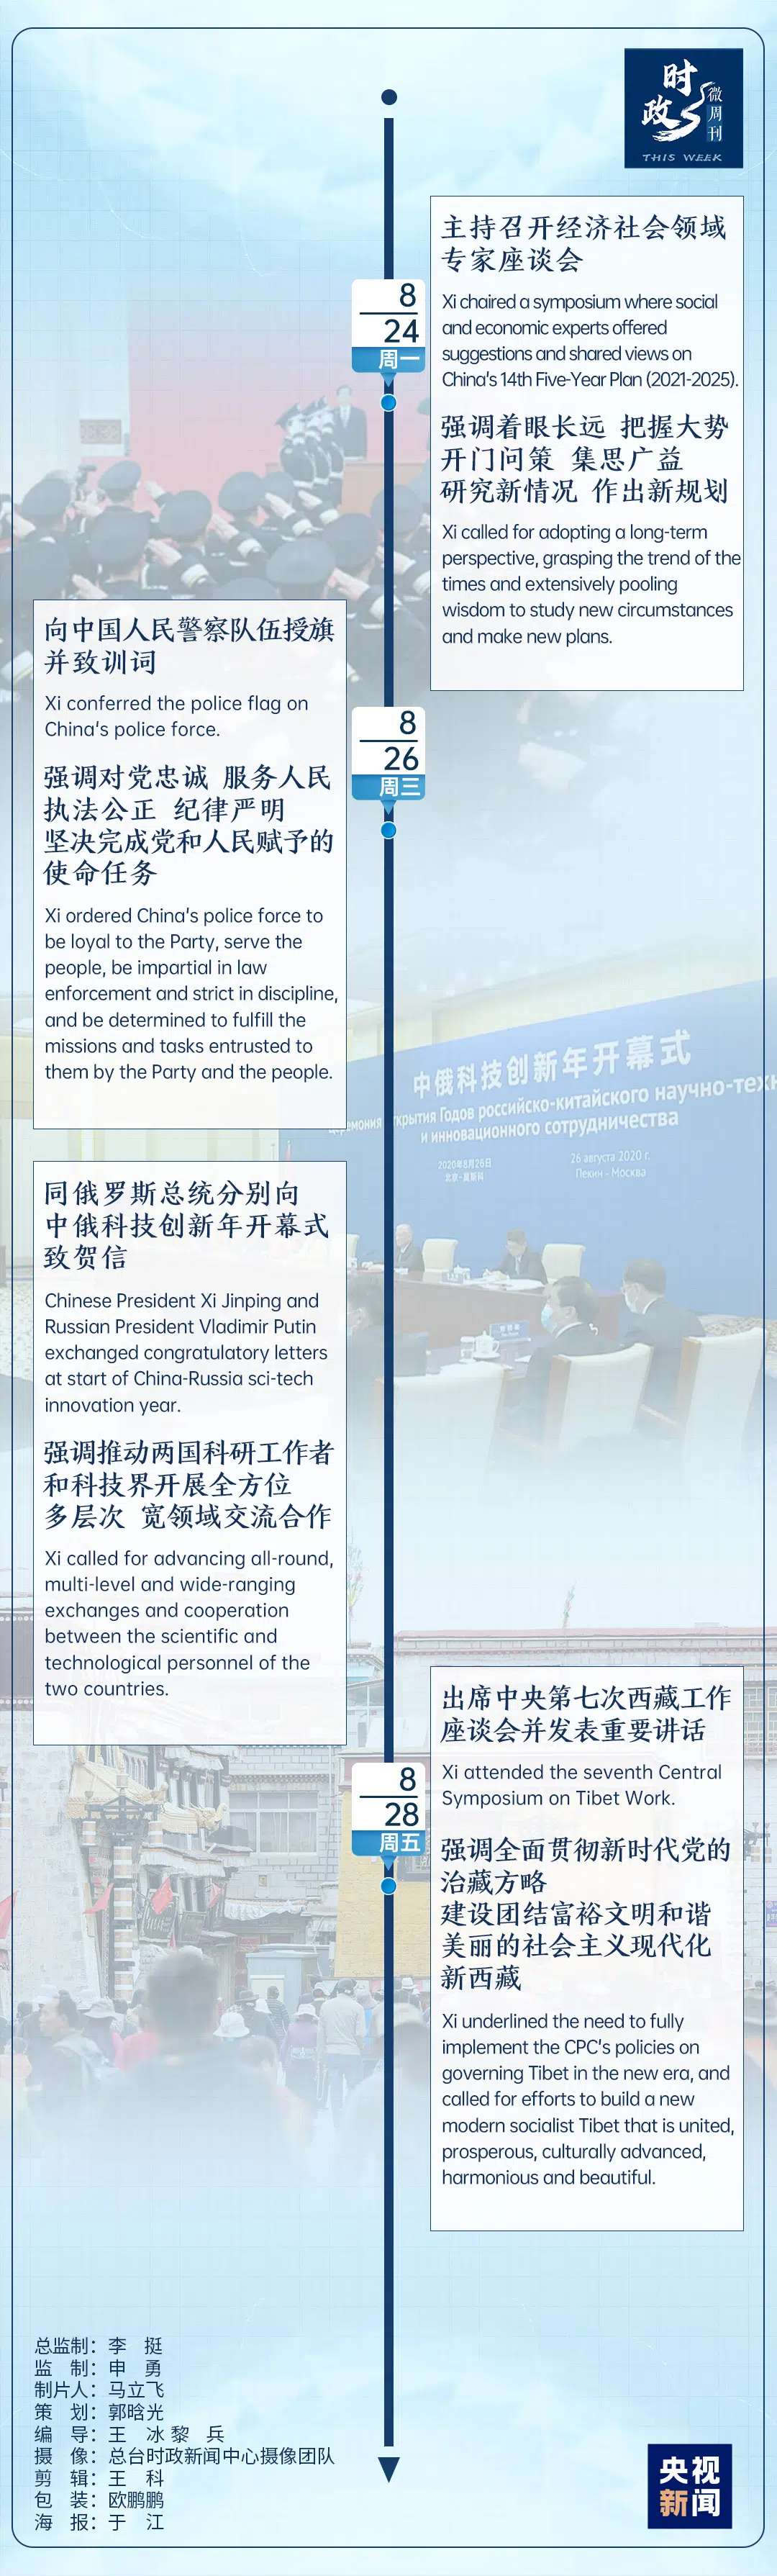 时政
微周刊
THIS WEEK
8
24
周一
主持召开经济社会领域
专家座谈会
Xi chaired a symposium where social
and economic experts offered
suggestions and shared views on
China's 14th Five-Year Plan (2021-2025).
强调着眼长远 把握大势
开门问策 集思广益
研究新情况 作出新规划
Xi called for adopting a long-term
perspective, grasping the trend of the
times and extensively pooling
wisdom to study new circumstances
and make new plans.
8
26
周三
向中国人民警察队伍授旗
并致训词
Xi conferred the police flag on
China's police force.
强调对党忠诚 服务人民
执法公正 纪律严明
坚决完成党和人民赋予的
使命任务
Xi ordered China's police force to
be loyal to the Party, serve the
people, be impartial in law
enforcement and strict in discipline,
and be determined to fulfill the
missions and tasks entrusted to
them by the Party and the people.
中俄科技创新年开幕式
крытия Годов российско-китайского научно-техн
и инновационного сотрудничества
2020年8月26日
北京-莫斯科
26 августа 2020 г.
Пекин - Москва
同俄罗斯总统分别向
中俄科技创新年开幕式
致贺信
Chinese President Xi Jinping and
Russian President Vladimir Putin
exchanged congratulatory letters
at start of China-Russia sci-tech
innovation year.
强调推动两国科研工作者
和科技界开展全方位
多层次 宽领域交流合作
Xi called for advancing all-round,
multi-level and wide-ranging
exchanges and cooperation
between the scientific and
technological personnel of the
two countries.
8
28
周五
出席中央第七次西藏工作
座谈会并发表重要讲话
Xi attended the seventh Central
Symposium on Tibet Work.
强调全面贯彻新时代党的
治藏方略
建设团结富裕文明和谐
美丽的社会主义现代化
新西藏
Xi underlined the need to fully
implement the CPC's policies on
governing Tibet in the new era, and
called for efforts to build a new
modern socialist Tibet that is united,
prosperous, culturally advanced,
harmonious and beautiful.
总监制：李 挺
监 制：申 勇
制片人：马立飞
策 划：郭晗光
编 导：王 冰 黎 兵
摄 像：总台时政新闻中心摄像团队
剪 辑：王 科
包 装：欧鹏鹏
海 报：于 江
央视
新闻